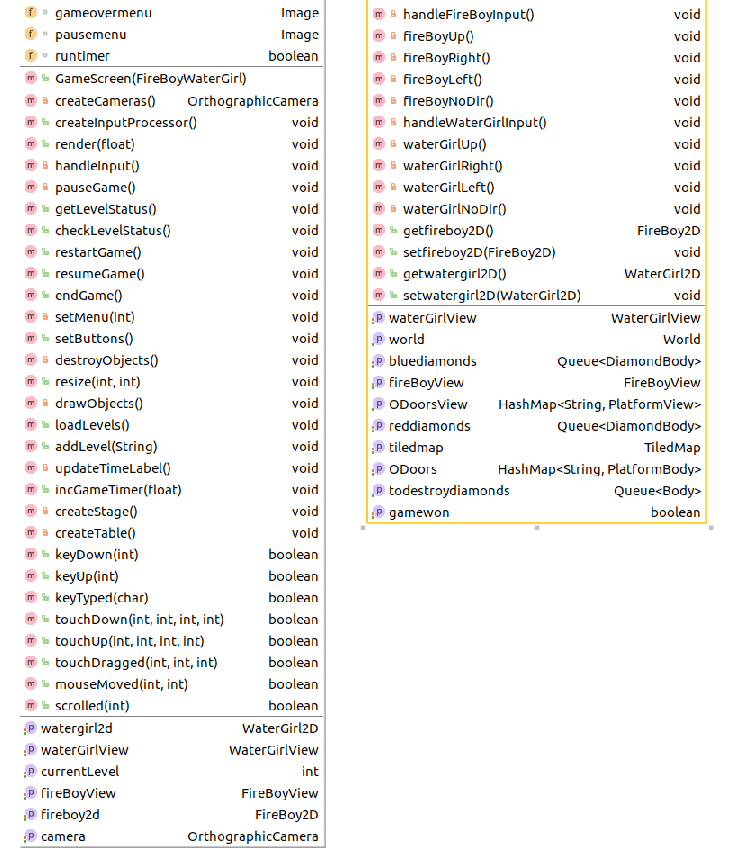 gameovermenu Image
pausemenu Image
runtimer boolean
GameScreen(FireBoyWaterGirl)
createCameras() OrthographicCamera
createInputProcessor() void
render(float) void
handleInput() void
pauseGame() void
getLevelStatus() void
checkLevelStatus() void
restartGame() void
resumeGame() void
endGame() void
setMenu(int) void
setButtons() void
destroyObjects() void
resize(int, int) void
drawObjects() void
loadLevels() void
addLevel(String) void
updateTimeLabel() void
incGameTimer(float) void
createStage() void
createTable() void
keyDown(int) boolean
keyUp(int) boolean
keyTyped(char) boolean
touchDown(int, int, int, int) boolean
touchUp(int, int, int, int) boolean
touchDragged(int, int, int) boolean
mouseMoved(int, int) boolean
scrolled(int) boolean
watergirl2d WaterGirl2D
waterGirlView WaterGirlView
currentLevel int
fireBoyView FireBoyView
fireboy2d FireBoy2D
camera OrthographicCamera
handleFireBoyInput() void
fireBoyUp() void
fireBoyRight() void
fireBoyLeft() void
fireBoyNoDir() void
handleWaterGirlInput() void
waterGirlUp() void
waterGirlRight() void
waterGirlLeft() void
waterGirlNoDir() void
getfireboy2D() FireBoy2D
setfireboy2D(FireBoy2D) void
getwatergirl2D() WaterGirl2D
setwatergirl2D(WaterGirl2D) void
waterGirlView WaterGirlView
world World
bluediamonds Queue<DiamondBody>
fireBoyView FireBoyView
ODoorsView HashMap<String, PlatformView>
reddiamonds Queue<DiamondBody>
tiledmap TiledMap
ODoors HashMap<String, PlatformBody>
todestroydiamonds Queue<Body>
gamewon boolean